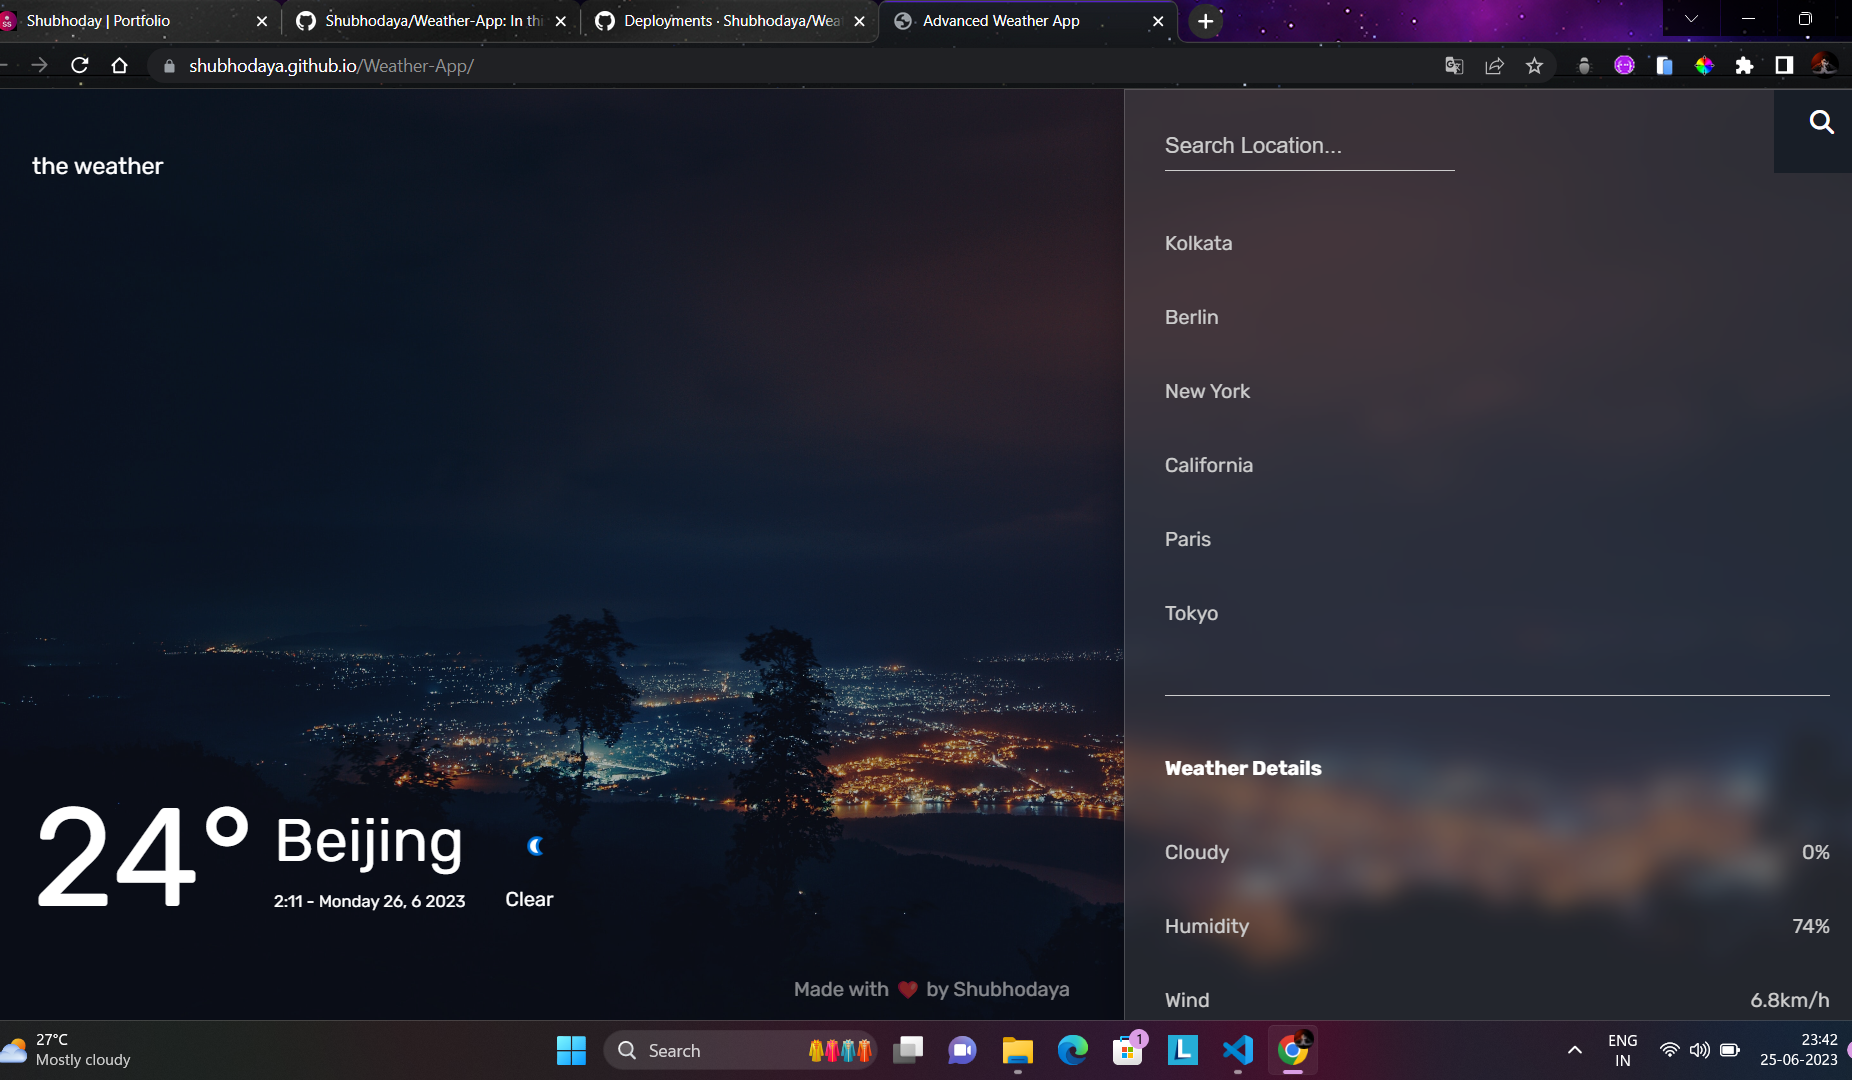 SS Shubhoday | Portfolio
Shubhodaya/Weather-App: In thi
Deployments · Shubhodaya/Weat
Advanced Weather App
shubhodaya.github.io/Weather-App/
the weather
Search Location...
Kolkata
Berlin
New York
California
Paris
Tokyo
Weather Details
Cloudy 0%
Humidity 74%
Wind 6.8km/h
24° Beijing
2:11 - Monday 26, 6 2023
Clear
Made with ❤ by Shubhodaya
27°C
Mostly cloudy
Search
1
L
ENG
IN
23:42
25-06-2023